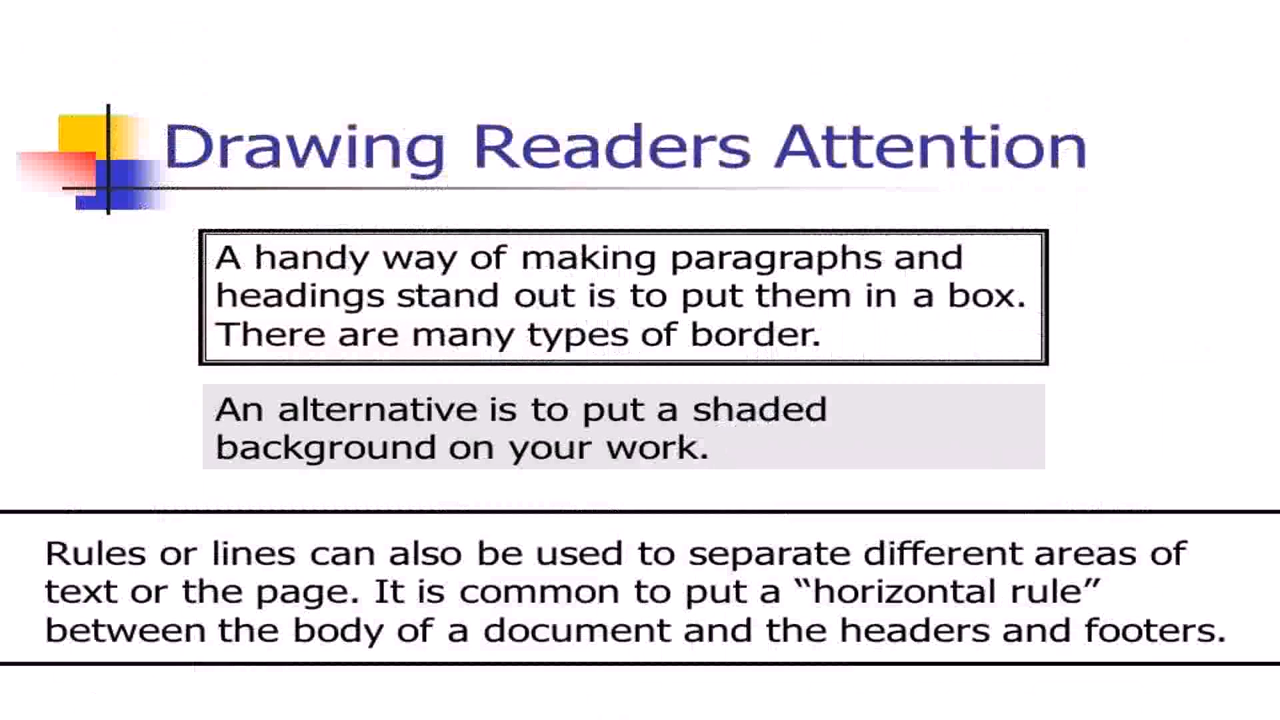 Drawing Readers Attention
A handy way of making paragraphs and
headings stand out is to put them in a box.
There are many types of border.
An alternative is to put a shaded
background on your work.
Rules or lines can also be used to separate different areas of
text or the page. It is common to put a “horizontal rule”
between the body of a document and the headers and footers.